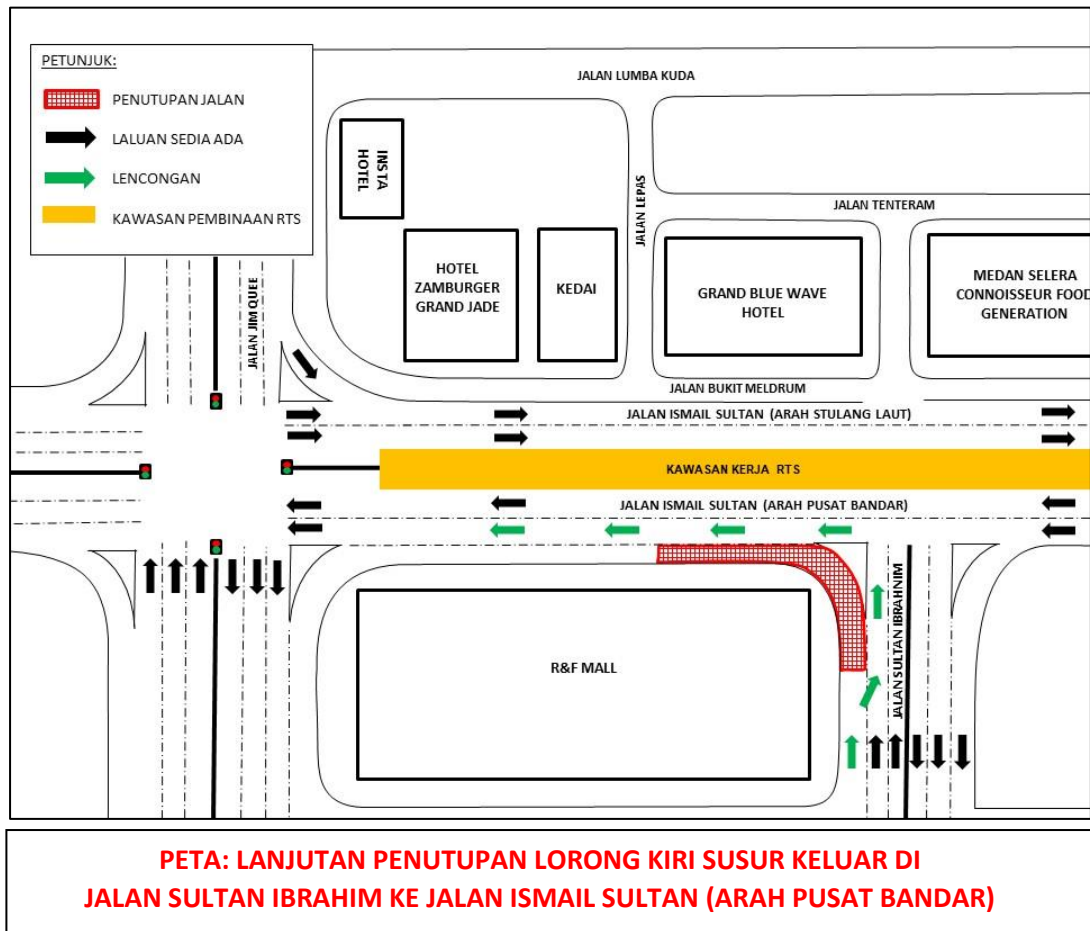 PETUNJUK:
PENUTUPAN JALAN
LALUAN SEDIA ADA
LENCONGAN
KAWASAN PEMBINAAN RTS
JALAN LUMBA KUDA
INSTA
HOTEL
JALAN LEPAS
JALAN TENTERAM
HOTEL
ZAMBURGER
GRAND JADE
KEDAI
GRAND BLUE WAVE
HOTEL
MEDAN SELERA
CONNOISSEUR FOOD
GENERATION
JALAN JIM QUEE
JALAN BUKIT MELDRUM
JALAN ISMAIL SULTAN (ARAH STULANG LAUT)
KAWASAN KERJA RTS
JALAN ISMAIL SULTAN (ARAH PUSAT BANDAR)
JALAN SULTAN IBRAHNIM
R&F MALL
PETA: LANJUTAN PENUTUPAN LORONG KIRI SUSUR KELUAR DI
JALAN SULTAN IBRAHIM KE JALAN ISMAIL SULTAN (ARAH PUSAT BANDAR)